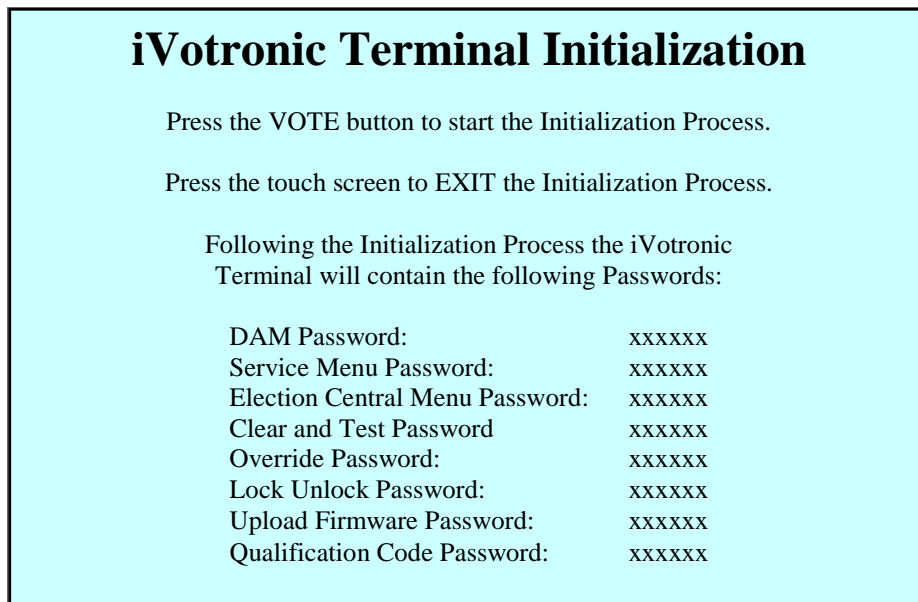 iVotronic Terminal Initialization
Press the VOTE button to start the Initialization Process.
Press the touch screen to EXIT the Initialization Process.
Following the Initialization Process the iVotronic
Terminal will contain the following Passwords:
DAM Password: xxxxxx
Service Menu Password: xxxxxx
Election Central Menu Password: xxxxxx
Clear and Test Password xxxxxx
Override Password: xxxxxx
Lock Unlock Password: xxxxxx
Upload Firmware Password: xxxxxx
Qualification Code Password: xxxxxx